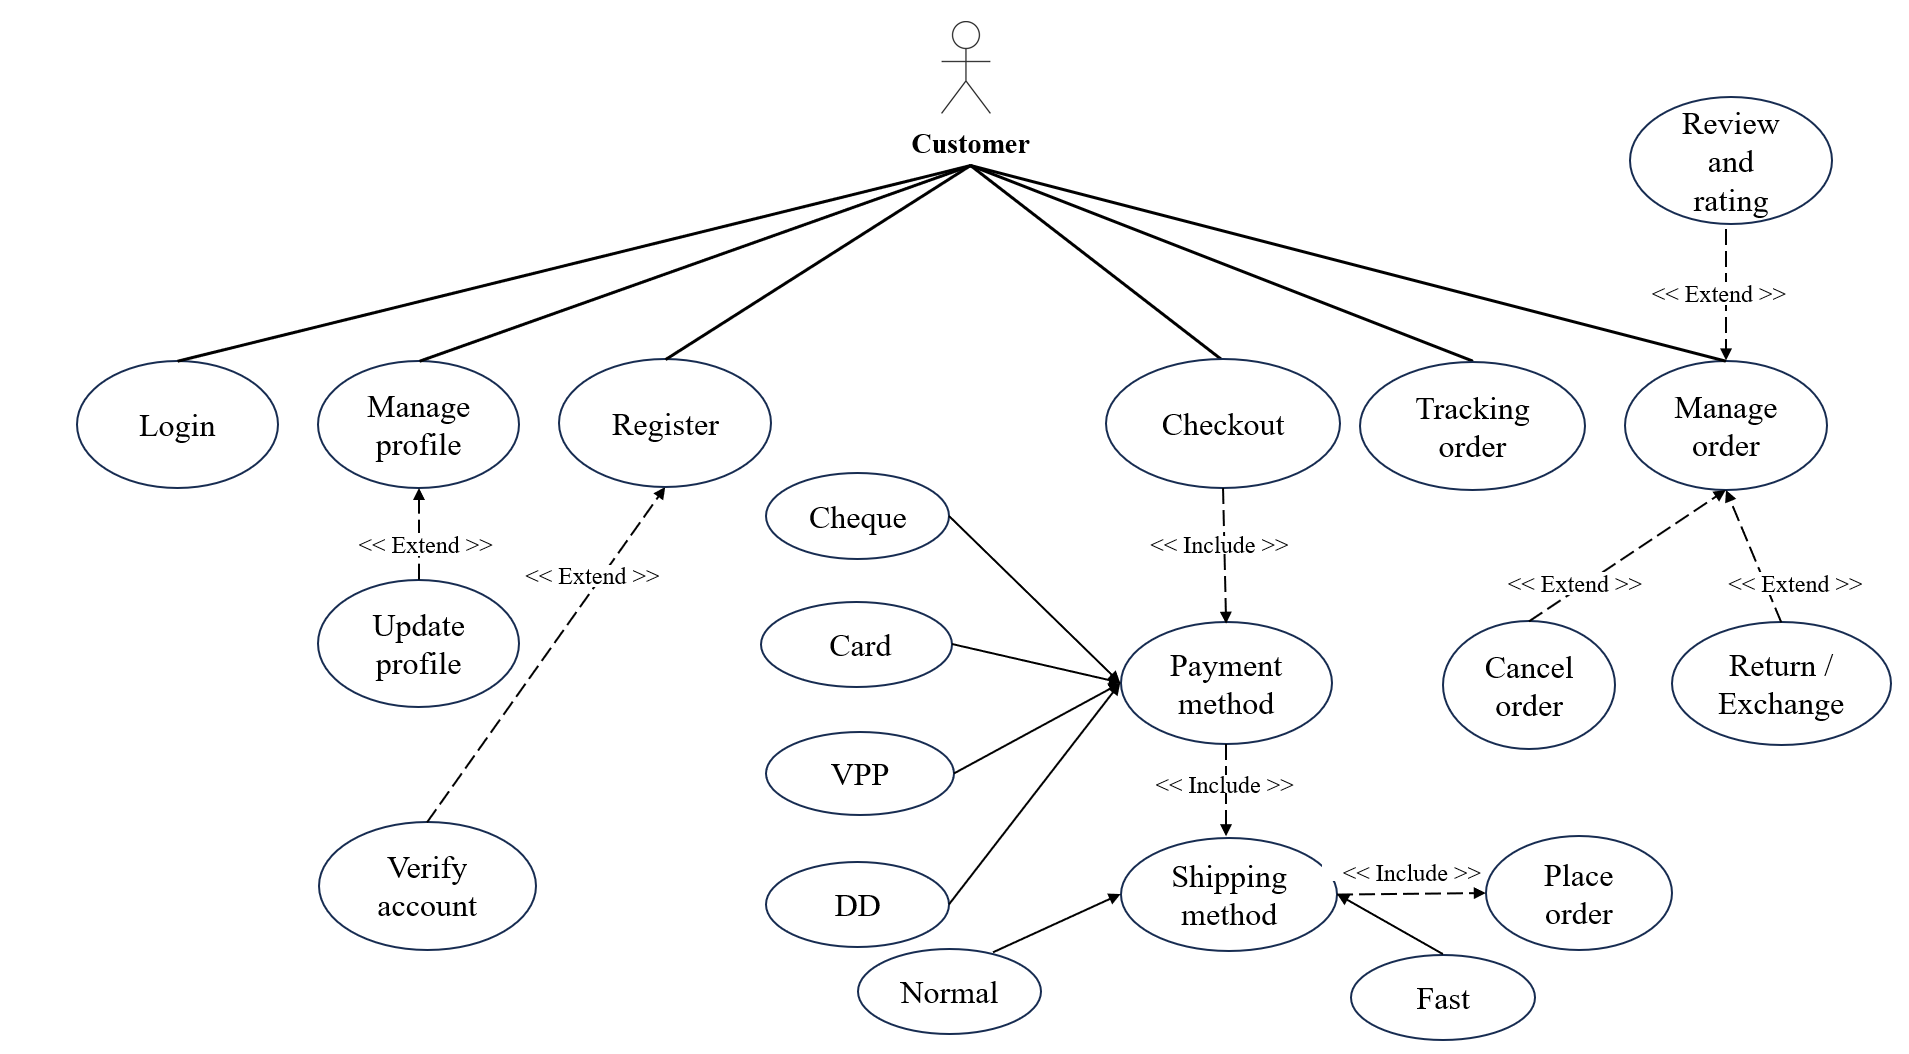 Customer
Review
and
rating
<< Extend >>
Login
Manage
profile
Register
Checkout
Tracking
order
Manage
order
Cheque
<< Extend >>
<< Extend >>
<< Include >>
<< Extend >>
<< Extend >>
Update
profile
Card
Payment
method
Cancel
order
Return /
Exchange
VPP
<< Include >>
Verify
account
DD
Shipping
method
<< Include >>
Place
order
Normal
Fast